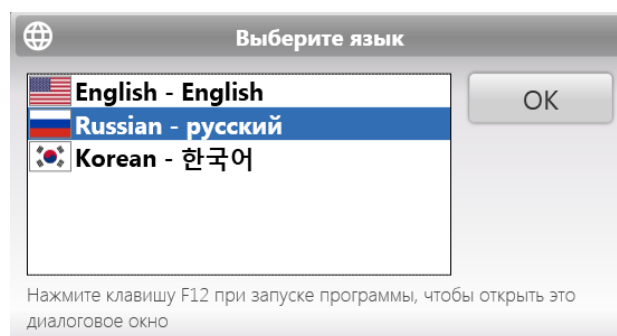 Выберите язык
English - English
OK
Russian - русский
Korean - 한국어
Нажмите клавишу F12 при запуске программы, чтобы открыть это
диалоговое окно